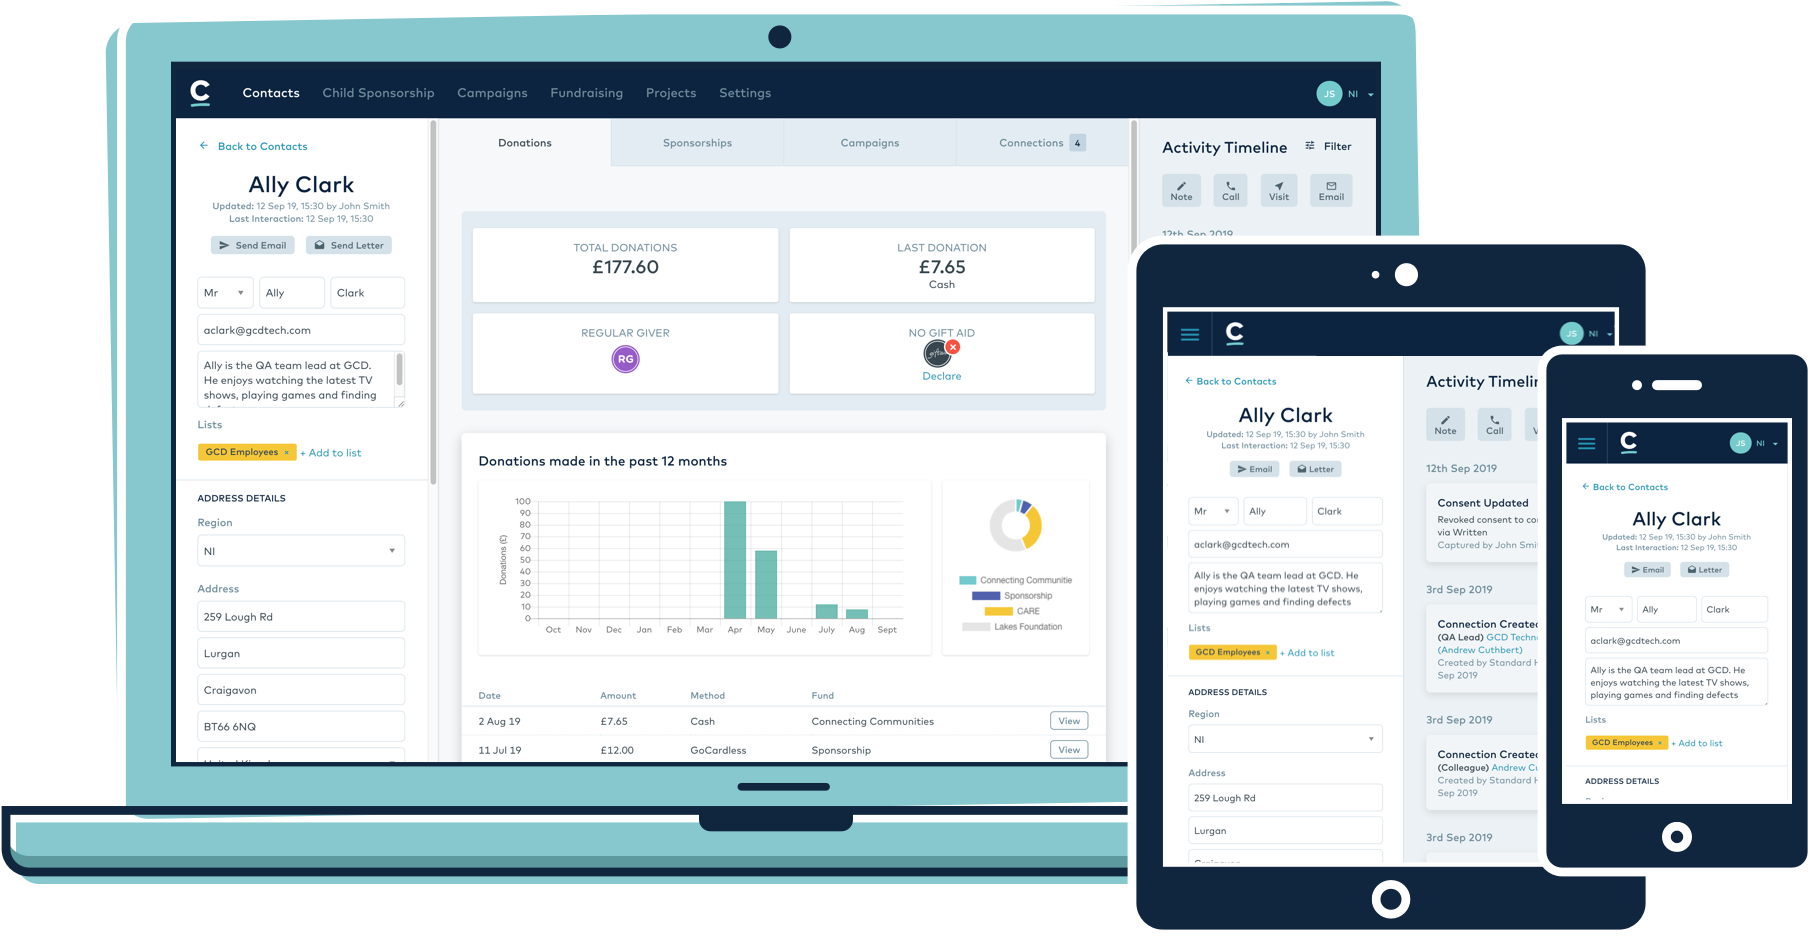 C
Contacts
Child Sponsorship
Campaigns
Fundraising
Projects
Settings
JS
NI
Back to Contacts
Ally Clark
Updated: 12 Sep 19, 15:30 by John Smith
Last Interaction: 12 Sep 19, 15:30
Send Email
Send Letter
Mr
Ally
Clark
aclark@gcdtech.com
Ally is the QA team lead at GCD.
He enjoys watching the latest TV
shows, playing games and finding
Lists
GCD Employees ×
+ Add to list
ADDRESS DETAILS
Region
NI
Address
259 Lough Rd
Lurgan
Craigavon
BT66 6NQ
Donations
Sponsorships
Campaigns
Connections 4
TOTAL DONATIONS
£177.60
LAST DONATION
£7.65
Cash
REGULAR GIVER
RG
NO GIFT AID
Declare
Donations made in the past 12 months
Donations (£)
100
90
80
70
60
50
40
30
20
10
0
Oct Nov Dec Jan Feb Mar Apr May June July Aug Sept
Connecting Communitie
Sponsorship
CARE
Lakes Foundation
Date Amount Method Fund
2 Aug 19 £7.65 Cash Connecting Communities View
11 Jul 19 £12.00 GoCardless Sponsorship View
Activity Timeline
Filter
Note
Call
Visit
Email
12th Sep 2019
C
JS
NI
Back to Contacts
Ally Clark
Updated: 12 Sep 19, 15:30 by John Smith
Last Interaction: 12 Sep 19, 15:30
Email
Letter
Mr
Ally
Clark
aclark@gcdtech.com
Ally is the QA team lead at GCD. He
enjoys watching the latest TV shows,
playing games and finding defects
Lists
GCD Employees ×
+ Add to list
ADDRESS DETAILS
Region
NI
Address
259 Lough Rd
Lurgan
Activity Timelin
Note
Call
V
12th Sep 2019
Consent Updated
Revoked consent to co
via Written
Captured by John Smi
3rd Sep 2019
Connection Created
(QA Lead) GCD Techn
(Andrew Cuthbert)
Created by Standard H
Sep 2019
3rd Sep 2019
Connection Created
(Colleague) Andrew Cu
Created by Standard H
Sep 2019
3rd Sep 2019
C
JS
NI
Back to Contacts
Ally Clark
Updated: 12 Sep 19, 15:30 by John Smith
Last Interaction: 12 Sep 19, 15:30
Email
Letter
Mr
Ally
Clark
aclark@gcdtech.com
Ally is the QA team lead at GCD. He
enjoys watching the latest TV shows,
playing games and finding defects
Lists
GCD Employees ×
+ Add to list
ADDRESS DETAILS